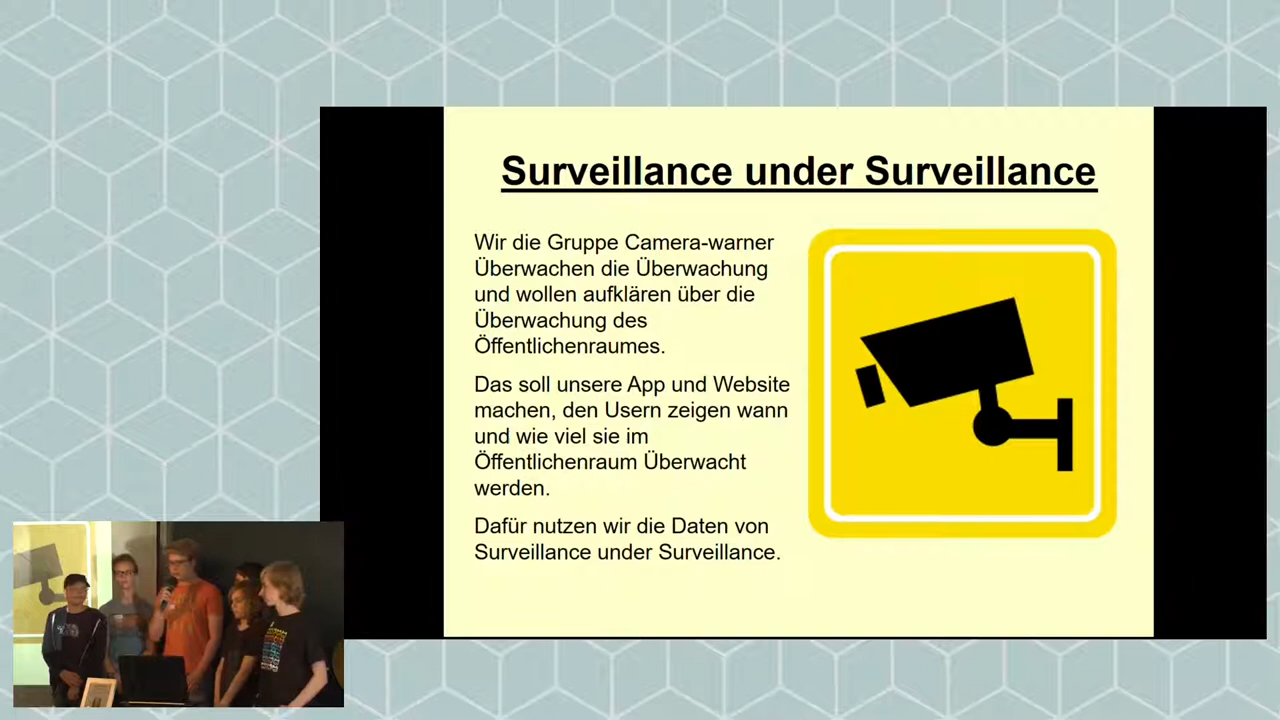 Surveillance under Surveillance
Wir die Gruppe Camera-warner
Überwachen die Überwachung
und wollen aufklären über die
Überwachung des
Öffentlichenraumes.
Das soll unsere App und Website
machen, den Usern zeigen wann
und wie viel sie im
Öffentlichenraum Überwacht
werden.
Dafür nutzen wir die Daten von
Surveillance under Surveillance.